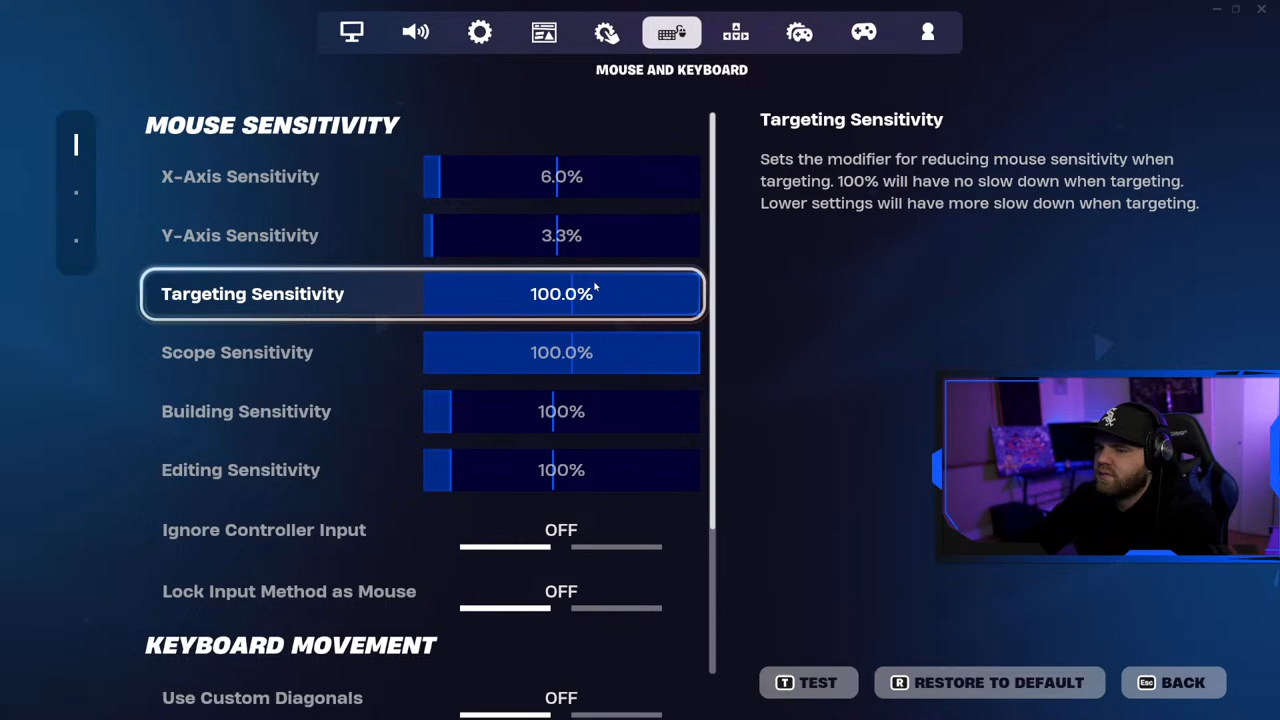 MOUSE AND KEYBOARD
MOUSE SENSITIVITY
X-Axis Sensitivity 6.0%
Y-Axis Sensitivity 3.3%
Targeting Sensitivity 100.0%
Scope Sensitivity 100.0%
Building Sensitivity 100%
Editing Sensitivity 100%
Ignore Controller Input OFF
Lock Input Method as Mouse OFF
KEYBOARD MOVEMENT
Use Custom Diagonals OFF
Targeting Sensitivity
Sets the modifier for reducing mouse sensitivity when
targeting. 100% will have no slow down when targeting.
Lower settings will have more slow down when targeting.
T TEST
R RESTORE TO DEFAULT
Esc BACK